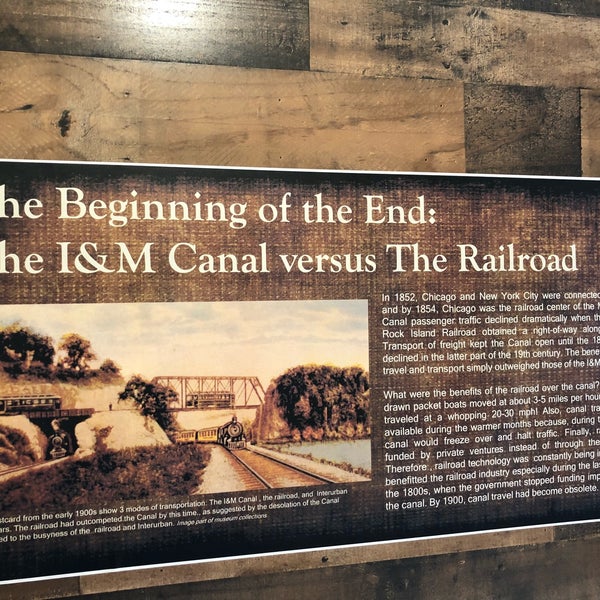 he Beginning of the End:
he I&M Canal versus The Railroad
In 1852, Chicago and New York City were connected
and by 1854, Chicago was the railroad center of the M
Canal passenger traffic declined dramatically when th
Rock Island Railroad obtained a right-of-way along
Transport of freight kept the Canal open until the 18
declined in the latter part of the 19th century. The bene
travel and transport simply outweighed those of the I&M
What were the benefits of the railroad over the canal?
drawn packet boats moved at about 3-5 miles per hour
traveled at a whopping 20-30 mph! Also, canal tra
available during the warmer months because, during t
canal would freeze over and halt traffic. Finally, ra
funded by private ventures instead of through the
Therefore , railroad technology was constantly being in
benefitted the railroad industry especially during the las
the 1800s, when the government stopped funding imp
the canal. By 1900, canal travel had become obsolete.
stcard from the early 1900s show 3 modes of transportation. The I&M Canal , the railroad, and Interurban
ars. The railroad had outcompeted the Canal by this time., as suggested by the desolation of the Canal
ed to the busyness of the railroad and Interurban. Image part of museum collections.